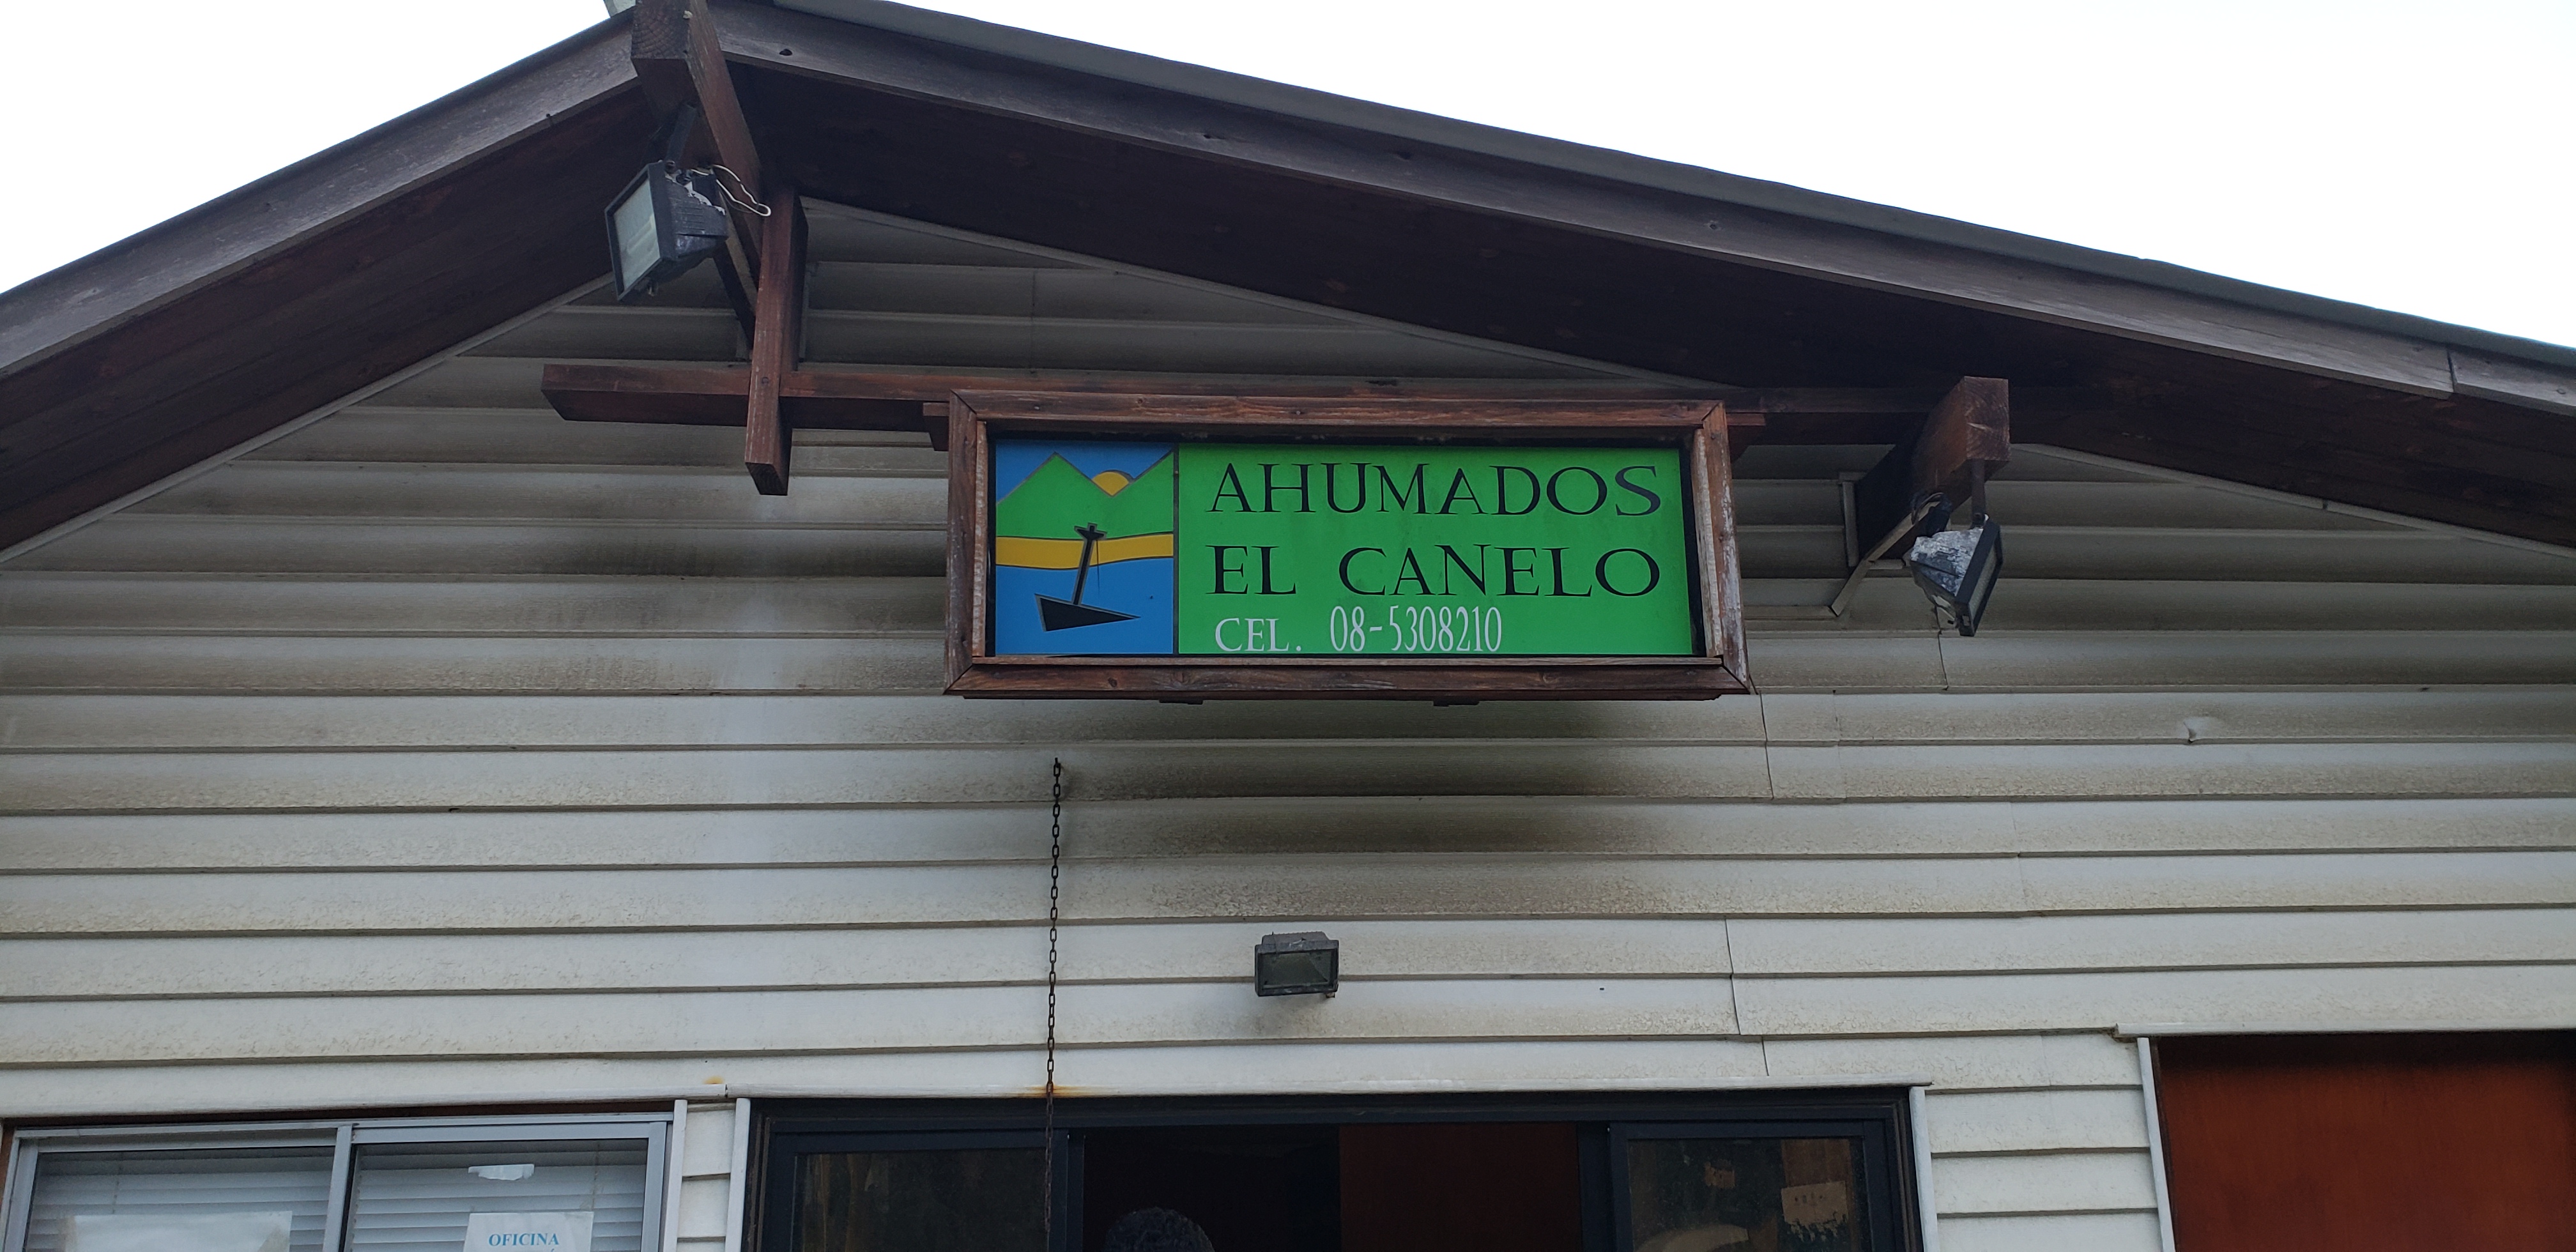 AHUMADOS
EL CANELO
CEL. 08-5308210
OFICINA